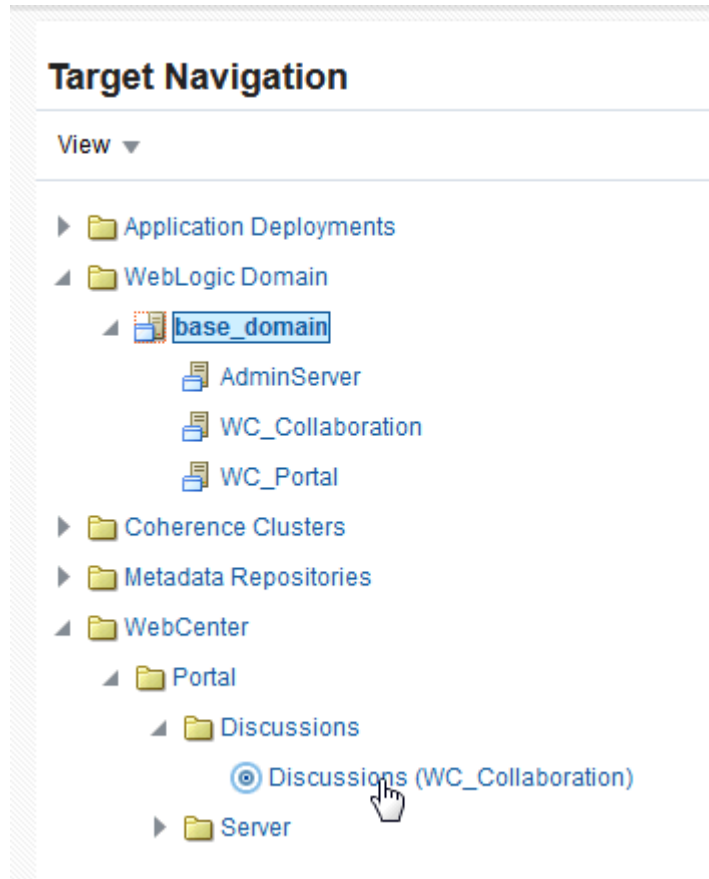 Target Navigation
View
Application Deployments
WebLogic Domain
base_domain
AdminServer
WC_Collaboration
WC_Portal
Coherence Clusters
Metadata Repositories
WebCenter
Portal
Discussions
Discussions (WC_Collaboration)
Server